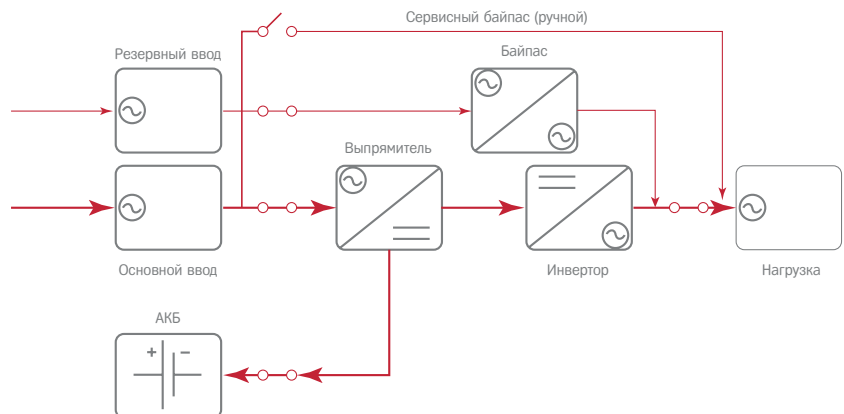 Сервисный байпас (ручной)
Резервный ввод
Байпас
Выпрямитель
Основной ввод
Инвертор
Нагрузка
АКБ
+ −